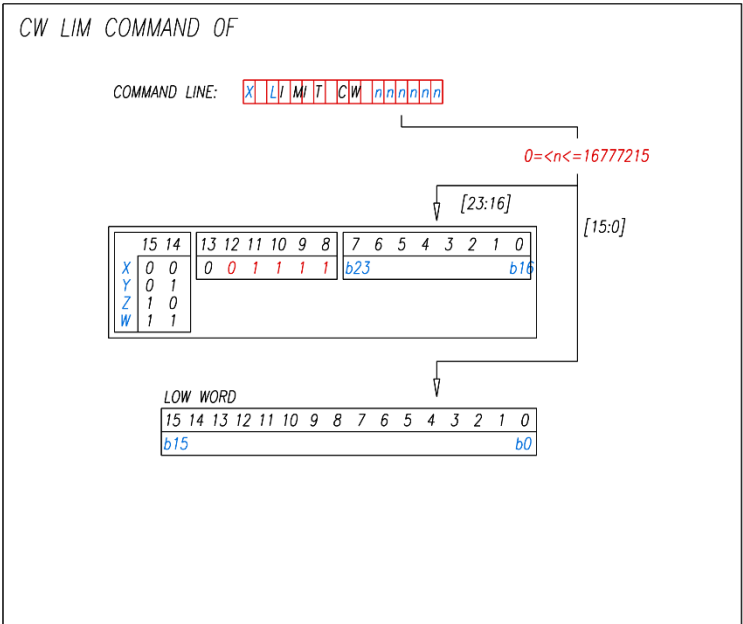 CW LIM COMMAND OF
COMMAND LINE: X LIMIT CW nnnnnn
0=<n<=16777215
[23:16]
[15:0]
15 14 13 12 11 10 9 8 7 6 5 4 3 2 1 0
X 0 0 0 0 1 1 1 1 b23 b16
Y 0 1
Z 1 0
W 1 1
LOW WORD
15 14 13 12 11 10 9 8 7 6 5 4 3 2 1 0
b15 b0